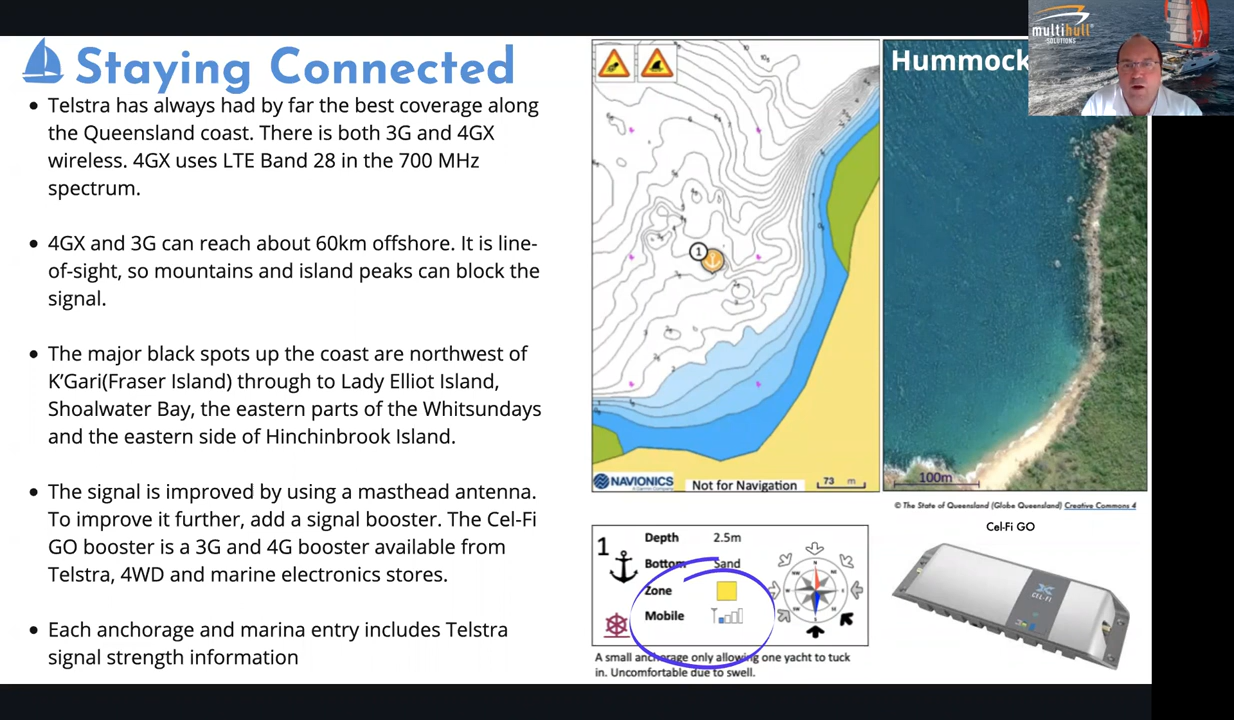 Staying Connected
• Telstra has always had by far the best coverage along
the Queensland coast. There is both 3G and 4GX
wireless. 4GX uses LTE Band 28 in the 700 MHz
spectrum.
• 4GX and 3G can reach about 60km offshore. It is line-
of-sight, so mountains and island peaks can block the
signal.
• The major black spots up the coast are northwest of
K’Gari(Fraser Island) through to Lady Elliot Island,
Shoalwater Bay, the eastern parts of the Whitsundays
and the eastern side of Hinchinbrook Island.
• The signal is improved by using a masthead antenna.
To improve it further, add a signal booster. The Cel-Fi
GO booster is a 3G and 4G booster available from
Telstra, 4WD and marine electronics stores.
• Each anchorage and marina entry includes Telstra
signal strength information
1
NAVIONICS
Not for Navigation
73 m
Hummock
multihull
SOLUTIONS
47
100m
© The State of Queensland (Globe Queensland) Creative Commons 4
1
Depth 2.5m
Bottom Sand
Zone
Mobile
A small anchorage only allowing one yacht to tuck
in. Uncomfortable due to swell.
Cel-Fi GO
CEL-FI